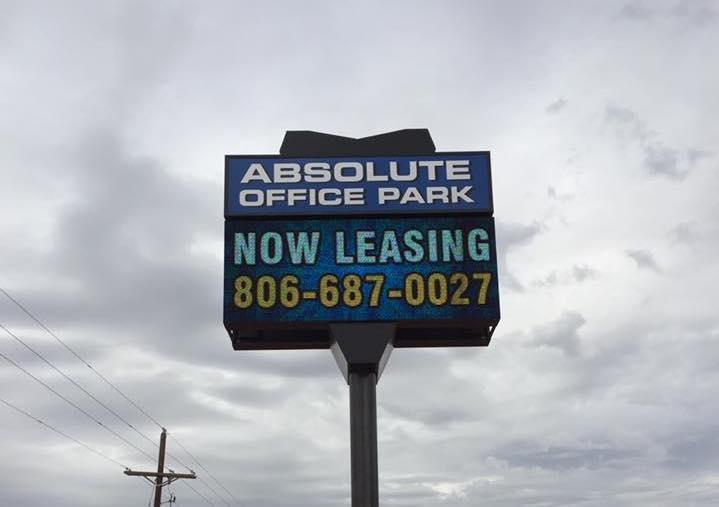 ABSOLUTE
OFFICE PARK
NOW LEASING
806-687-0027